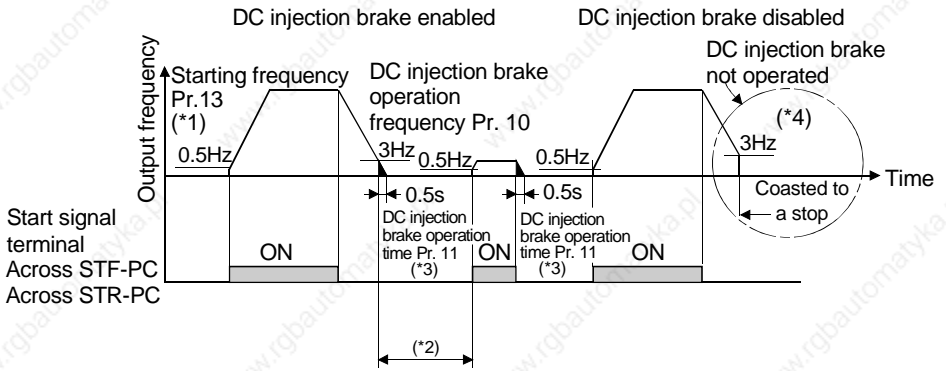 DC injection brake enabled
DC injection brake disabled
Output frequency
Starting frequency
Pr.13
(*1)
0.5Hz
DC injection brake
operation
frequency Pr. 10
3Hz
0.5Hz
0.5s
DC injection
brake operation
time Pr. 11
(*3)
0.5s
DC injection
brake operation
time Pr. 11
(*3)
0.5Hz
DC injection brake
not operated
(*4)
3Hz
Time
Coasted to
a stop
Start signal
terminal
Across STF-PC
Across STR-PC
ON
ON
ON
(*2)
www.rgbautomatyka.pl